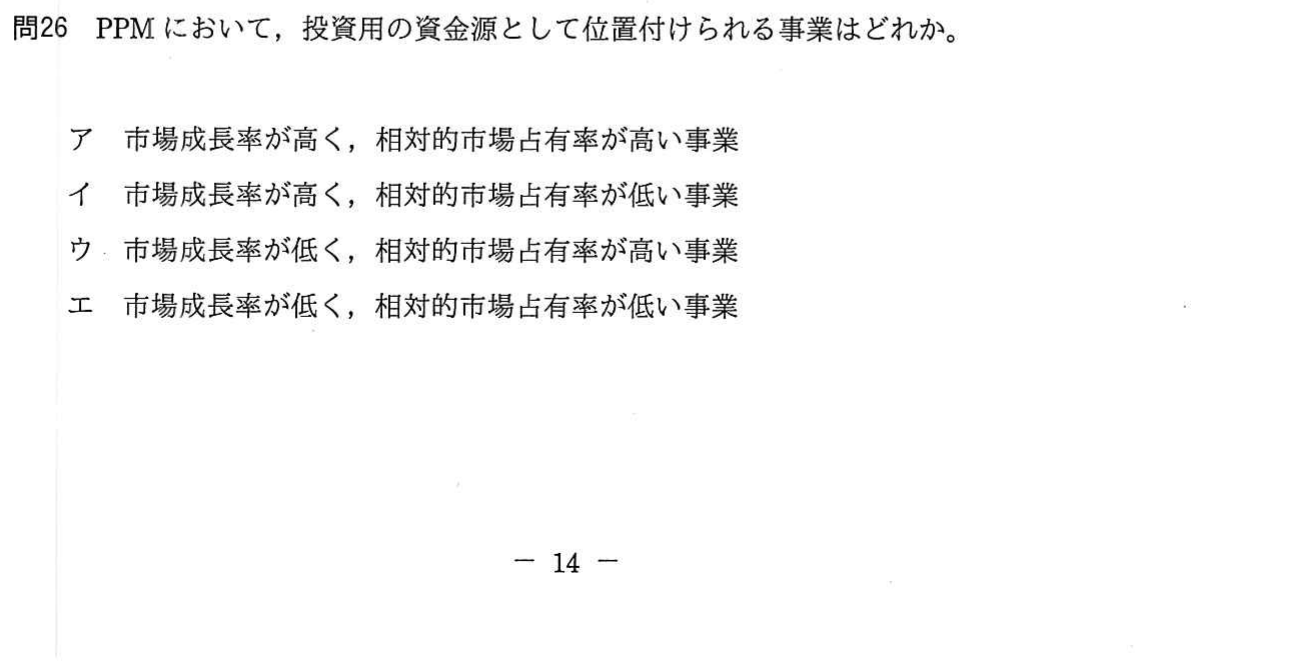 問26 PPM において，投資用の資金源として位置付けられる事業はどれか。
ア 市場成長率が高く，相対的市場占有率が高い事業
イ 市場成長率が高く，相対的市場占有率が低い事業
ウ 市場成長率が低く，相対的市場占有率が高い事業
エ 市場成長率が低く，相対的市場占有率が低い事業
－ 14 －